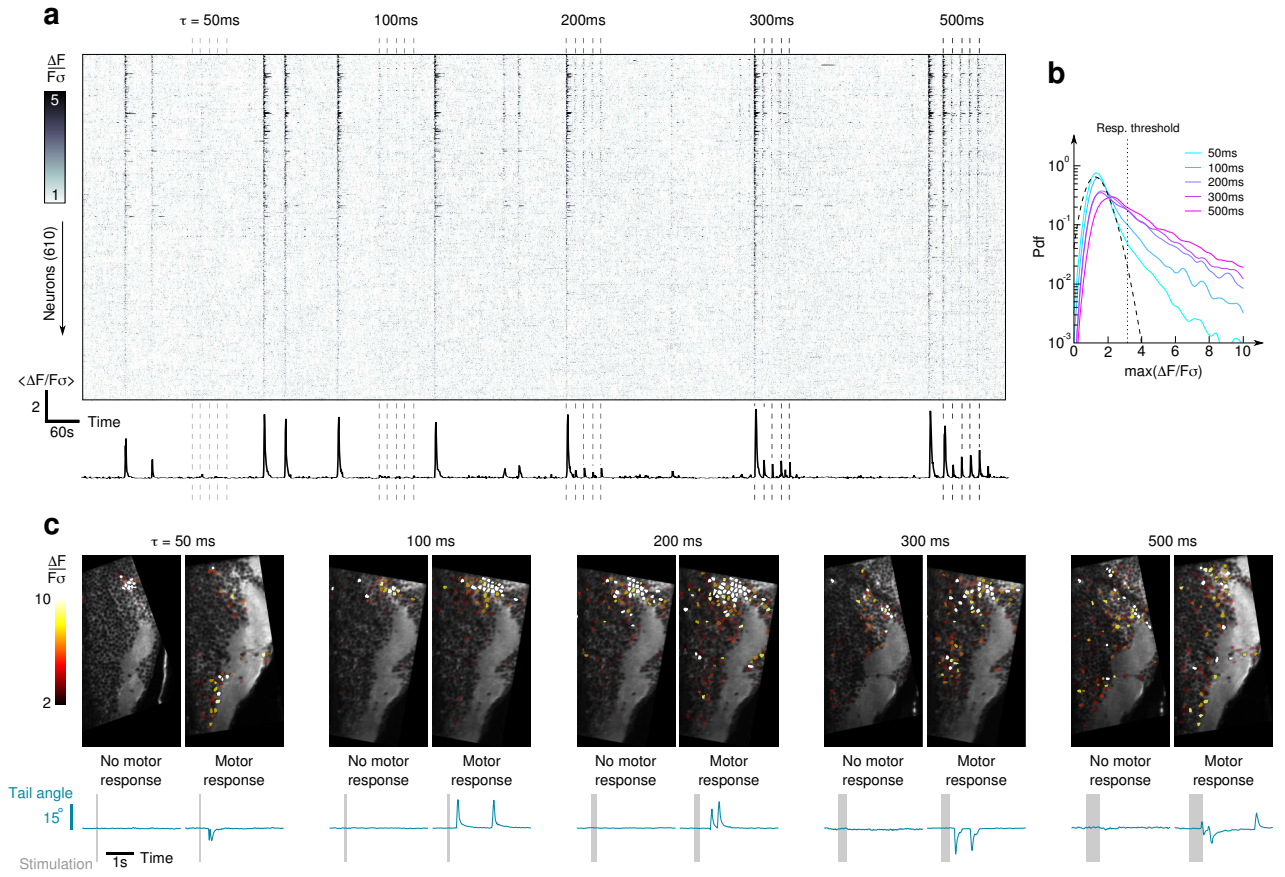 a
τ = 50ms
100ms
200ms
300ms
500ms
ΔF
Fσ
5
1
Neurons (610)
<ΔF/Fσ>
2
60s
Time
b
Resp. threshold
50ms
100ms
200ms
300ms
500ms
10⁰
10⁻¹
10⁻²
10⁻³
Pdf
0
2
4
6
8
10
max(ΔF/Fσ)
c
τ = 50 ms
100 ms
200 ms
300 ms
500 ms
ΔF
Fσ
10
2
No motor
response
Motor
response
No motor
response
Motor
response
No motor
response
Motor
response
No motor
response
Motor
response
No motor
response
Motor
response
Tail angle
15°
Stimulation
1s
Time